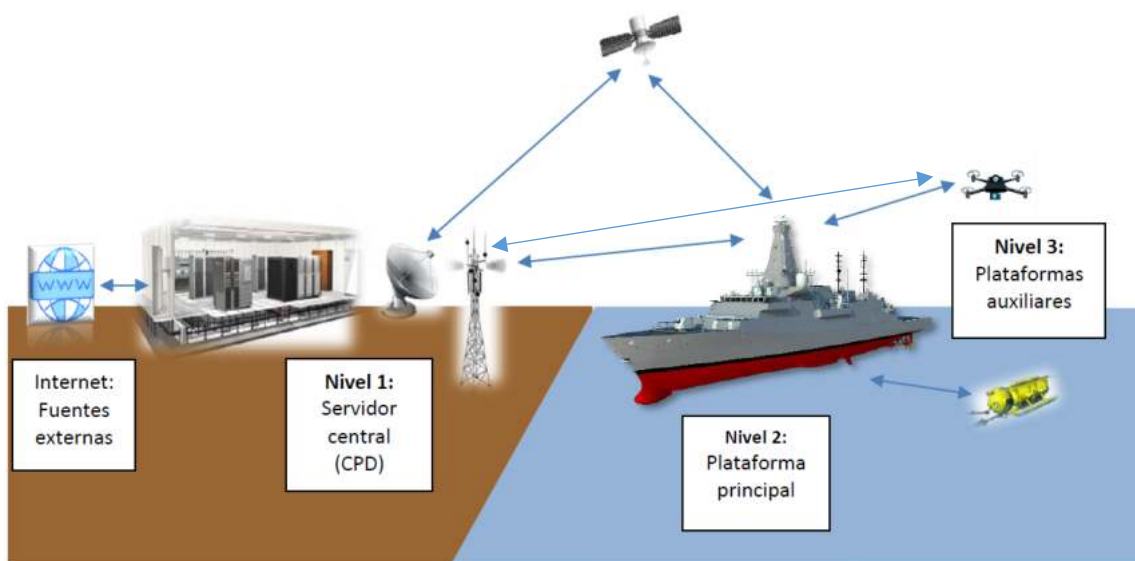 WWW
Internet:
Fuentes
externas
Nivel 1:
Servidor
central
(CPD)
Nivel 2:
Plataforma
principal
Nivel 3:
Plataformas
auxiliares